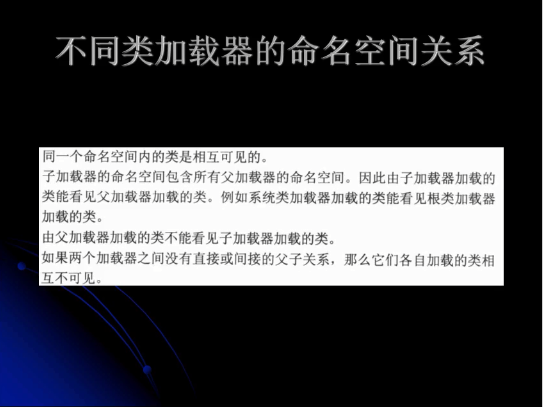 不同类加载器的命名空间关系
同一个命名空间内的类是相互可见的。
子加载器的命名空间包含所有父加载器的命名空间。因此由子加载器加载的
类能看见父加载器加载的类。例如系统类加载器加载的类能看见根类加载器
加载的类。
由父加载器加载的类不能看见子加载器加载的类。
如果两个加载器之间没有直接或间接的父子关系，那么它们各自加载的类相
互不可见。